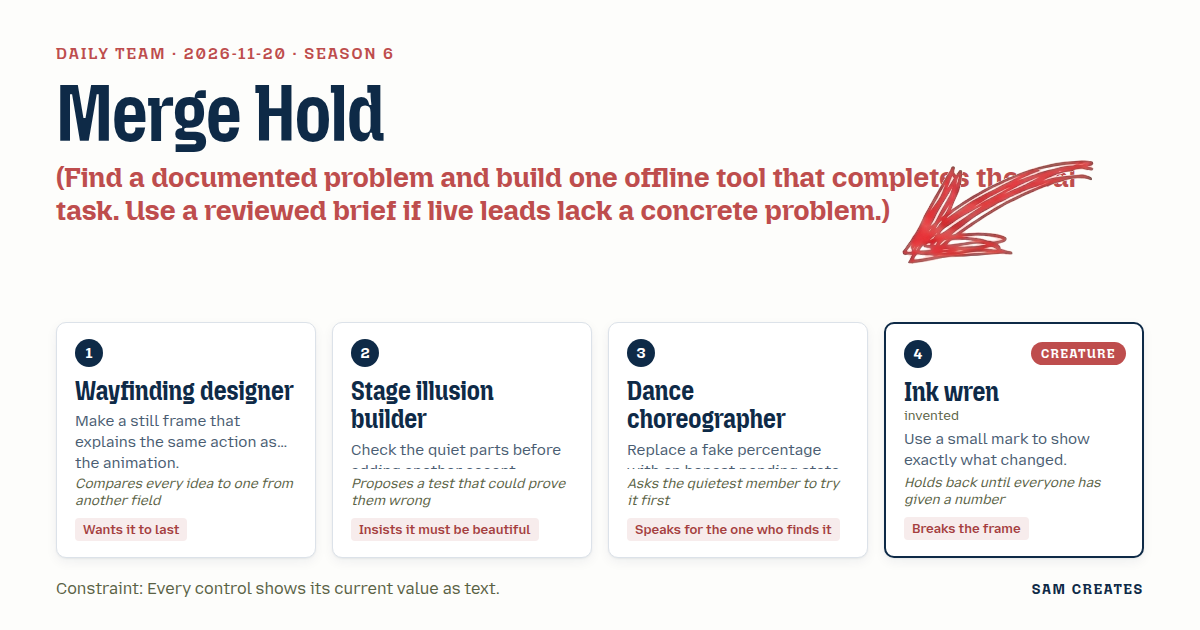 DAILY TEAM · 2026-11-20 · SEASON 6
Merge Hold
(Find a documented problem and build one offline tool that completes
task. Use a reviewed brief if live leads lack a concrete problem.)
1
Wayfinding designer
Make a still frame that
explains the same action as…
the animation.
Compares every idea to one from
another field
Wants it to last
2
Stage illusion
builder
Check the quiet parts before
Proposes a test that could prove
them wrong
Insists it must be beautiful
3
Dance
choreographer
Replace a fake percentage
Asks the quietest member to try
it first
Speaks for the one who finds it
4
CREATURE
Ink wren
invented
Use a small mark to show
exactly what changed.
Holds back until everyone has
given a number
Breaks the frame
Constraint: Every control shows its current value as text.
SAM CREATES